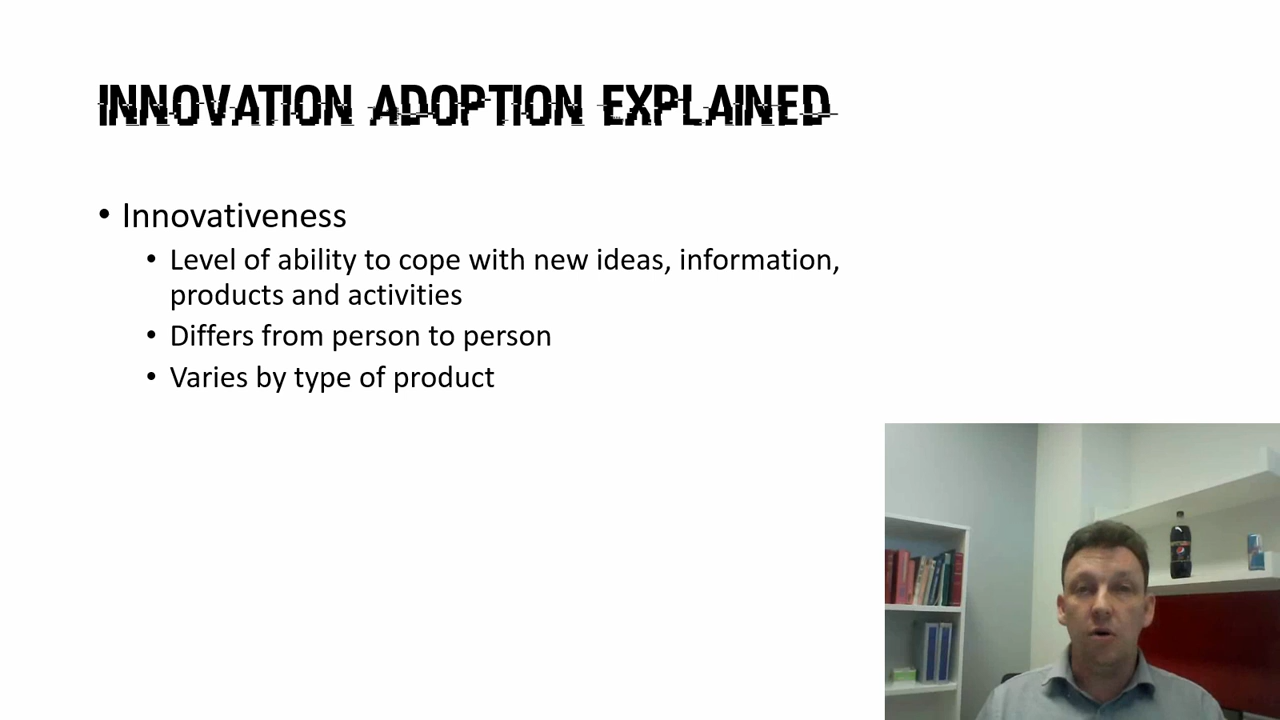 INNOVATION ADOPTION EXPLAINED
• Innovativeness
• Level of ability to cope with new ideas, information,
products and activities
• Differs from person to person
• Varies by type of product